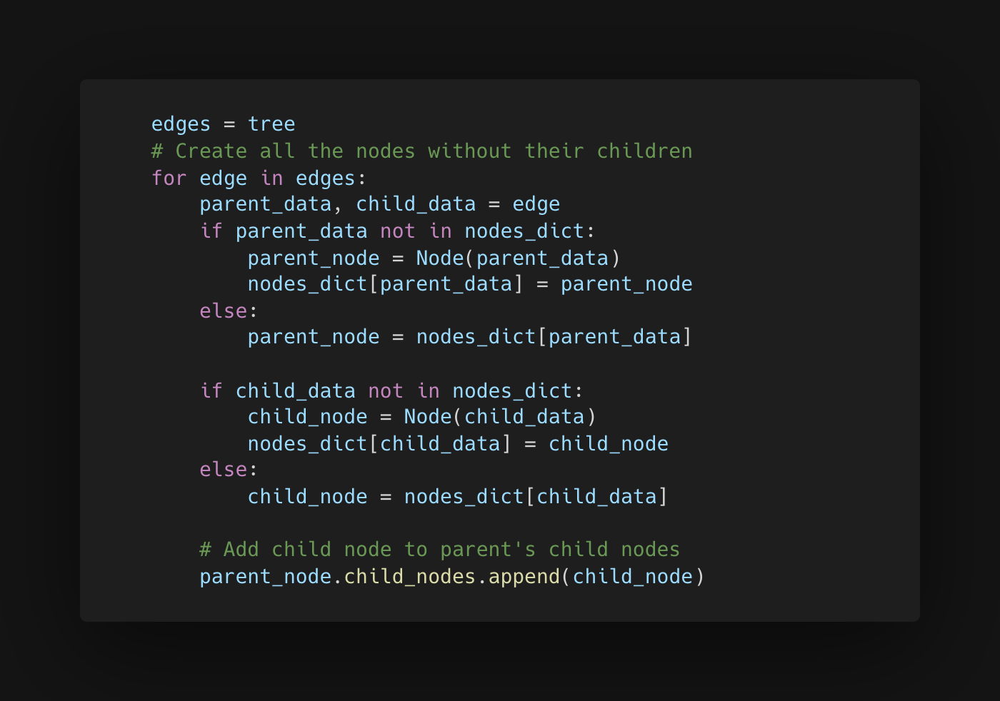 edges = tree
# Create all the nodes without their children
for edge in edges:
    parent_data, child_data = edge
    if parent_data not in nodes_dict:
        parent_node = Node(parent_data)
        nodes_dict[parent_data] = parent_node
    else:
        parent_node = nodes_dict[parent_data]

    if child_data not in nodes_dict:
        child_node = Node(child_data)
        nodes_dict[child_data] = child_node
    else:
        child_node = nodes_dict[child_data]

    # Add child node to parent's child nodes
    parent_node.child_nodes.append(child_node)